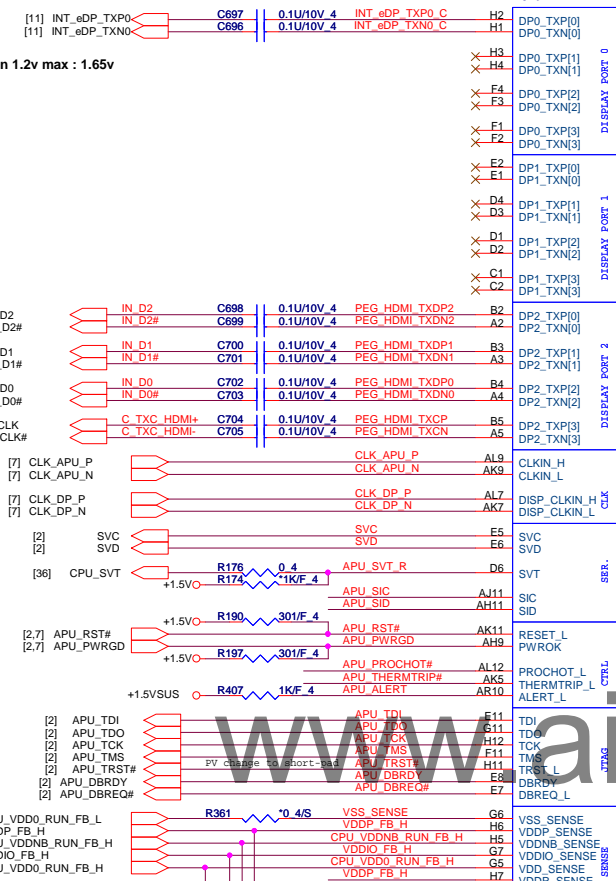 [11] INT_eDP_TXP0 C697 0.1U/10V_4 INT_eDP_TXP0_C H2 DP0_TXP[0]
[11] INT_eDP_TXN0 C696 0.1U/10V_4 INT_eDP_TXN0_C H1 DP0_TXN[0]
n 1.2v max : 1.65v
H3 DP0_TXP[1]
H4 DP0_TXN[1]
F4 DP0_TXP[2]
F3 DP0_TXN[2]
F1 DP0_TXP[3]
F2 DP0_TXN[3]
DISPLAY PORT 0
E2 DP1_TXP[0]
E1 DP1_TXN[0]
D4 DP1_TXP[1]
D3 DP1_TXN[1]
D1 DP1_TXP[2]
D2 DP1_TXN[2]
C1 DP1_TXP[3]
C2 DP1_TXN[3]
DISPLAY PORT 1
D2 IN_D2 C698 0.1U/10V_4 PEG_HDMI_TXDP2 B2 DP2_TXP[0]
D2# IN_D2# C699 0.1U/10V_4 PEG_HDMI_TXDN2 A2 DP2_TXN[0]
D1 IN_D1 C700 0.1U/10V_4 PEG_HDMI_TXDP1 B3 DP2_TXP[1]
D1# IN_D1# C701 0.1U/10V_4 PEG_HDMI_TXDN1 A3 DP2_TXN[1]
D0 IN_D0 C702 0.1U/10V_4 PEG_HDMI_TXDP0 B4 DP2_TXP[2]
D0# IN_D0# C703 0.1U/10V_4 PEG_HDMI_TXDN0 A4 DP2_TXN[2]
CLK C_TXC_HDMI+ C704 0.1U/10V_4 PEG_HDMI_TXCP B5 DP2_TXP[3]
CLK# C_TXC_HDMI- C705 0.1U/10V_4 PEG_HDMI_TXCN A5 DP2_TXN[3]
DISPLAY PORT 2
[7] CLK_APU_P CLK_APU_P AL9 CLKIN_H
[7] CLK_APU_N CLK_APU_N AK9 CLKIN_L
[7] CLK_DP_P CLK_DP_P AL7 DISP_CLKIN_H
[7] CLK_DP_N CLK_DP_N AK7 DISP_CLKIN_L
CLK
[2] SVC SVC E5 SVC
[2] SVD SVD E6 SVD
[36] CPU_SVT R176 0_4 APU_SVT_R D6 SVT
+1.5V R174 *1K/F_4
APU_SIC AJ11 SIC
APU_SID AH11 SID
SER.
+1.5V R190 301/F_4
[2,7] APU_RST# APU_RST# AK11 RESET_L
[2,7] APU_PWRGD APU_PWRGD AH9 PWROK
+1.5V R197 301/F_4
APU_PROCHOT# AL12 PROCHOT_L
APU_THERMTRIP# AK5 THERMTRIP_L
+1.5VSUS R407 1K/F_4 APU_ALERT AR10 ALERT_L
CTRL
[2] APU_TDI APU_TDI E11 TDI
[2] APU_TDO APU_TDO G11 TDO
[2] APU_TCK APU_TCK H12 TCK
[2] APU_TMS APU_TMS F11 TMS
[2] APU_TRST# PV change to short-pad APU_TRST# H11 TRST_L
[2] APU_DBRDY APU_DBRDY E8 DBRDY
[2] APU_DBREQ# APU_DBREQ# E7 DBREQ_L
JTAG
www.ai
U_VDD0_RUN_FB_L R361 *0_4/S VSS_SENSE G6 VSS_SENSE
DP_FB_H VDDP_FB_H H6 VDDP_SENSE
U_VDDNB_RUN_FB_H CPU_VDDNB_RUN_FB_H H5 VDDNB_SENSE
DIO_FB_H VDDIO_FB_H G7 VDDIO_SENSE
U_VDD0_RUN_FB_H CPU_VDD0_RUN_FB_H G5 VDD_SENSE
VDDP_FB_H H7
SENSE